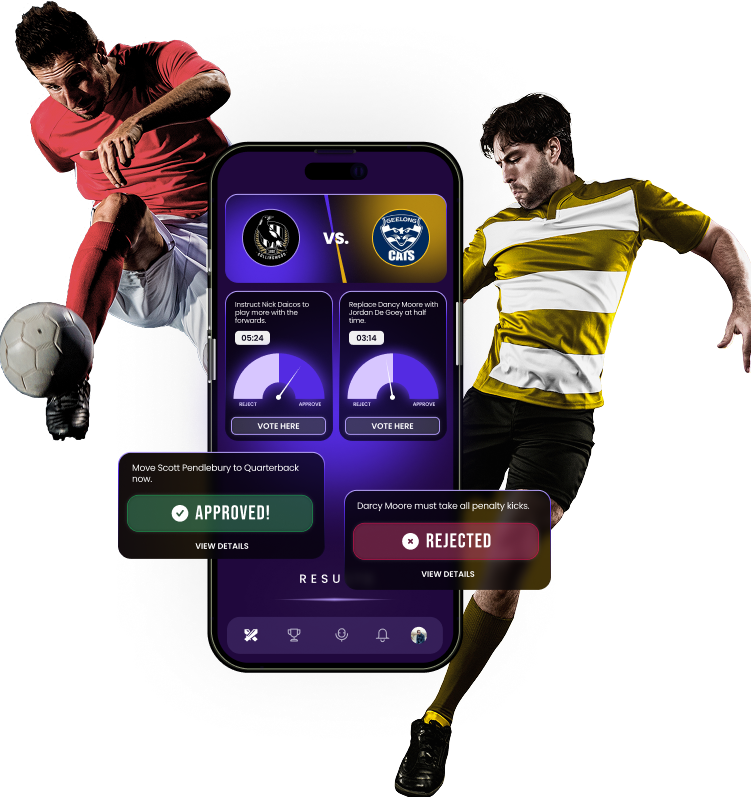 GEELONG
CATS
COLLINGWOOD
VS.
Instruct Nick Daicos to
play more with the
forwards.
05:24
REJECT
APPROVE
VOTE HERE
Replace Dancy Moore with
Jordan De Goey at half
time.
03:14
REJECT
APPROVE
VOTE HERE
Move Scott Pendlebury to Quarterback
now.
APPROVED!
VIEW DETAILS
Darcy Moore must take all penalty kicks.
REJECTED
VIEW DETAILS
RESU